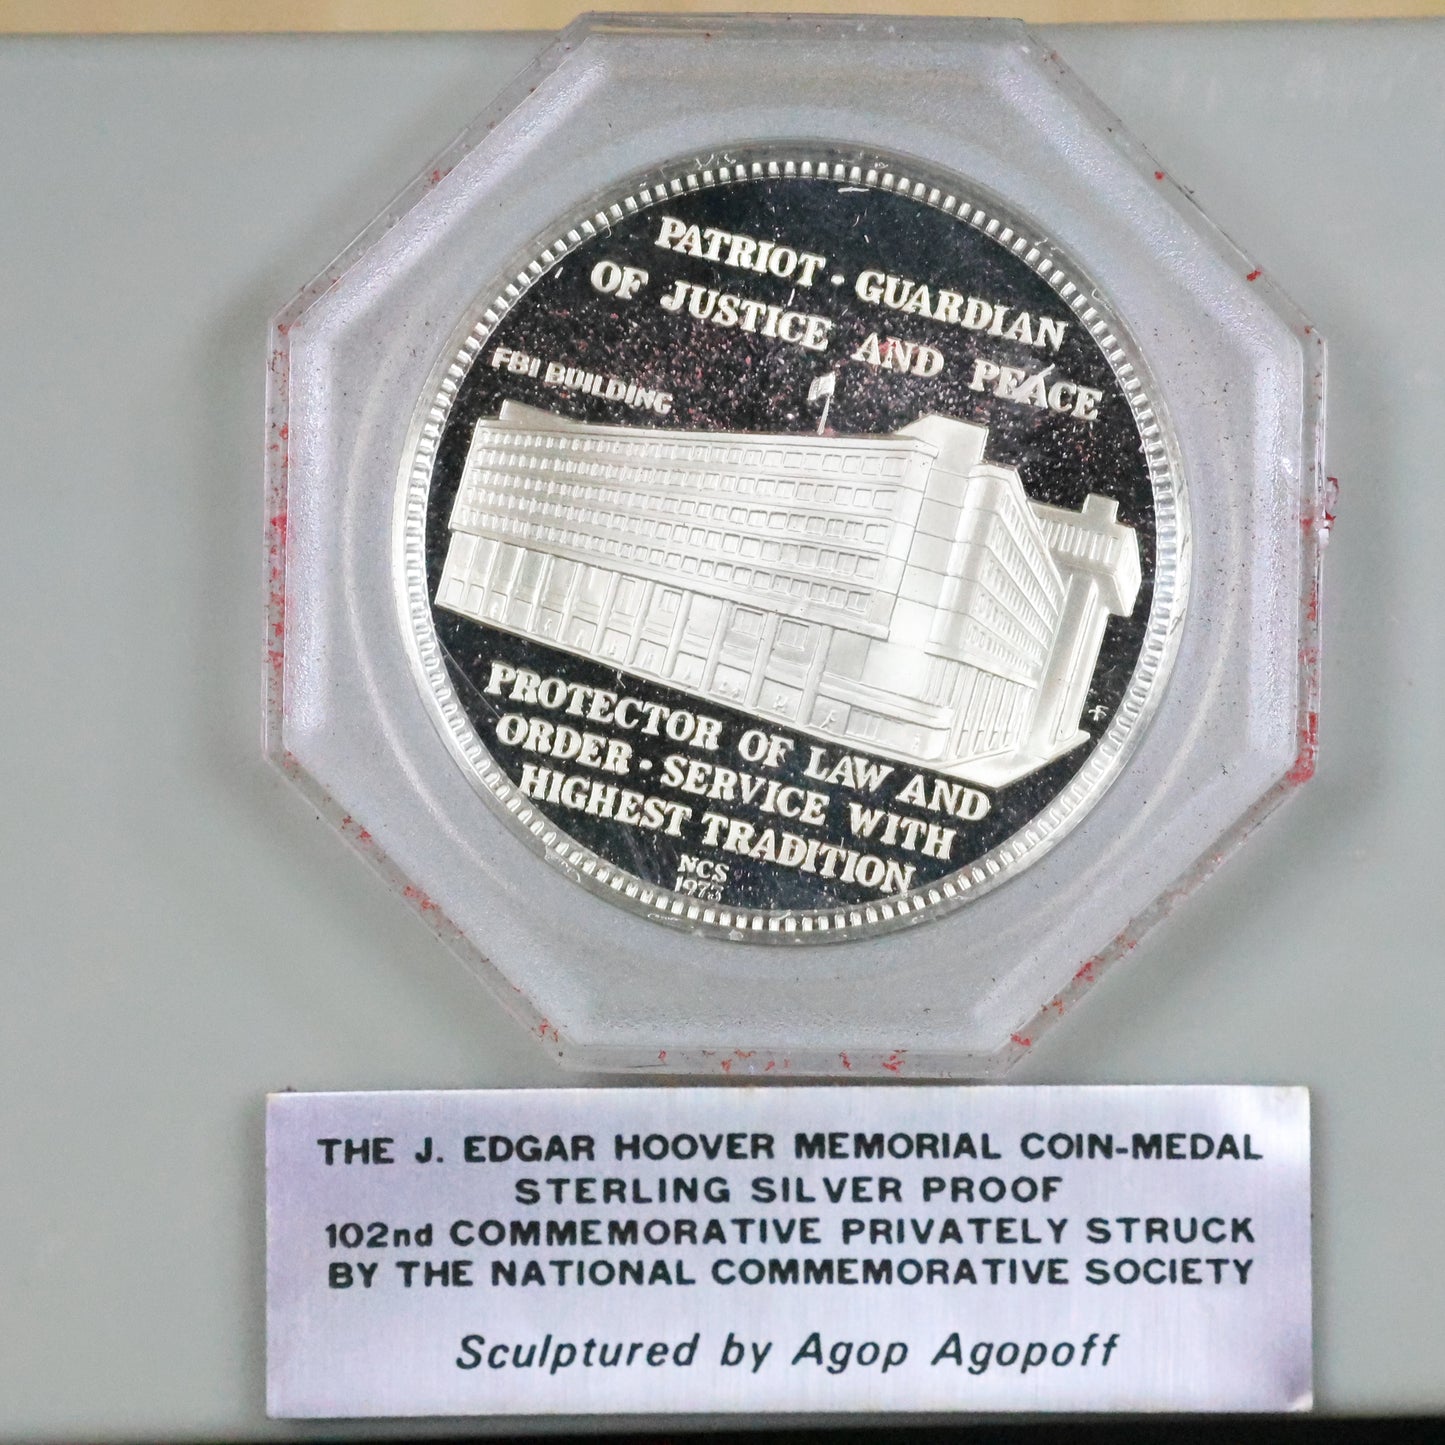 PATRIOT · GUARDIAN
OF JUSTICE AND PEACE
FBI BUILDING
PROTECTOR OF LAW AND
ORDER · SERVICE WITH
HIGHEST TRADITION
NCS
1973
THE J. EDGAR HOOVER MEMORIAL COIN-MEDAL
STERLING SILVER PROOF
102nd COMMEMORATIVE PRIVATELY STRUCK
BY THE NATIONAL COMMEMORATIVE SOCIETY
Sculptured by Agop Agopoff